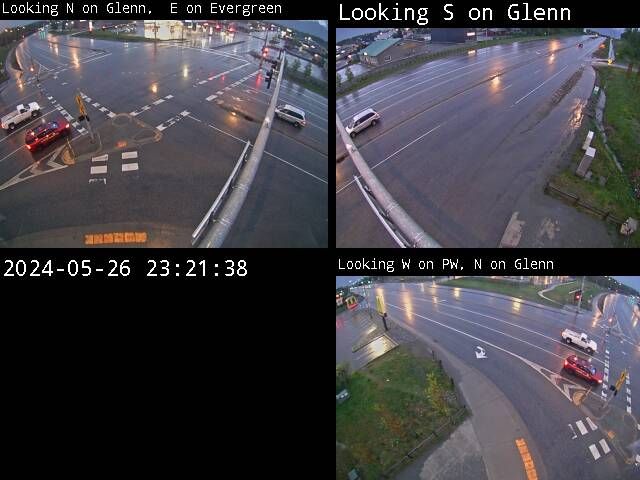 Looking N on Glenn,  E on Evergreen
Looking S on Glenn
2024-05-26 23:21:38
Looking W on PW, N on Glenn